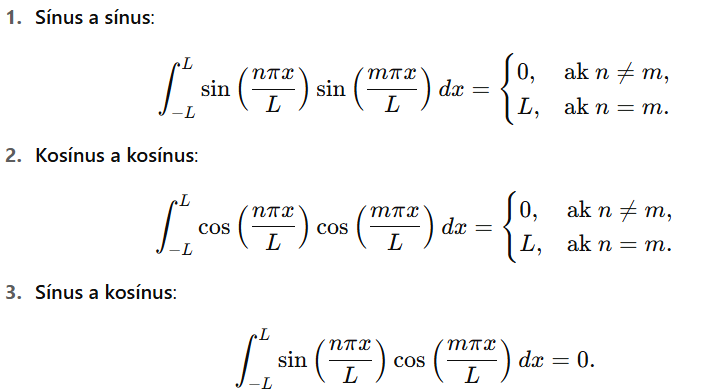 1. Sínus a sínus:
∫_{-L}^{L} sin(nπx/L) sin(mπx/L) dx = {0, ak n ≠ m, L, ak n = m.
2. Kosínus a kosínus:
∫_{-L}^{L} cos(nπx/L) cos(mπx/L) dx = {0, ak n ≠ m, L, ak n = m.
3. Sínus a kosínus:
∫_{-L}^{L} sin(nπx/L) cos(mπx/L) dx = 0.